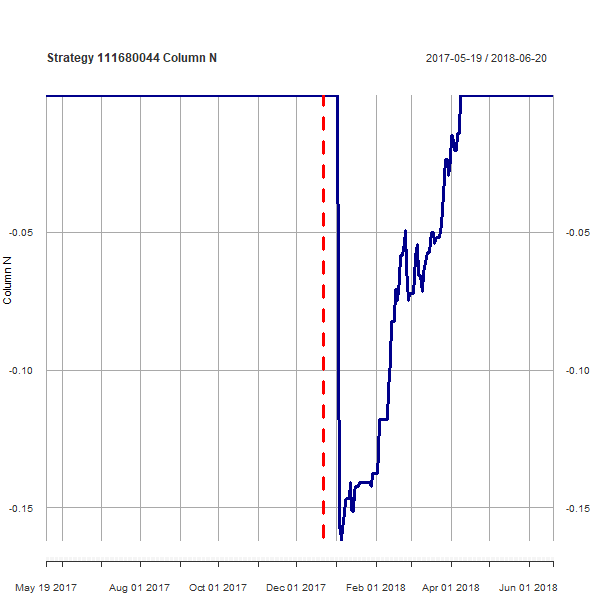 Strategy 111680044 Column N 2017-05-19 / 2018-06-20
-0.05 -0.05
Column N
-0.10 -0.10
-0.15 -0.15
May 19 2017 Aug 01 2017 Oct 01 2017 Dec 01 2017 Feb 01 2018 Apr 01 2018 Jun 01 2018